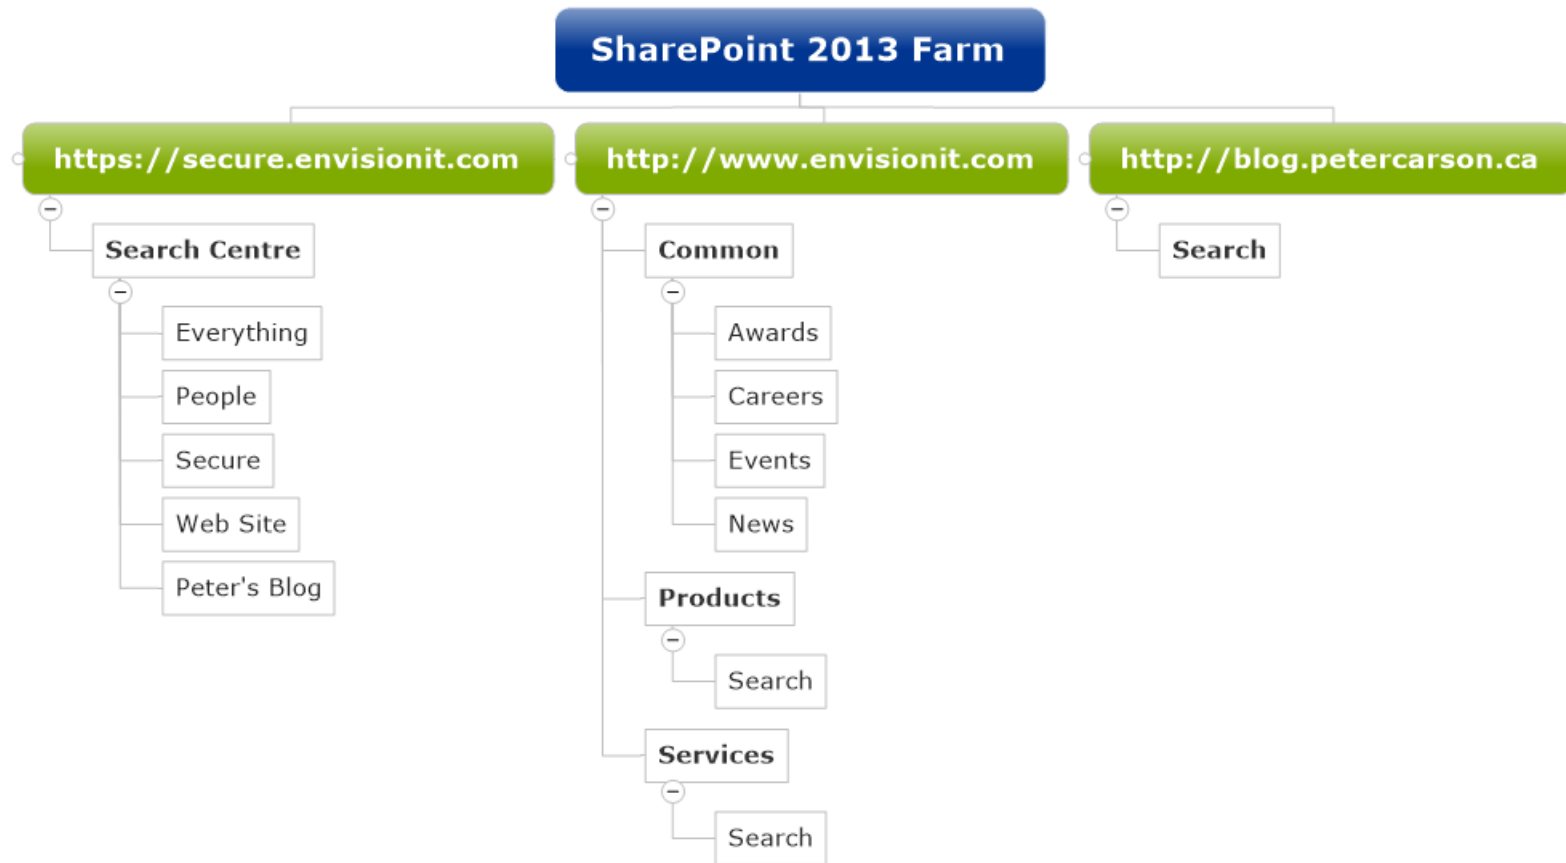 SharePoint 2013 Farm
https://secure.envisionit.com
http://www.envisionit.com
http://blog.petercarson.ca
Search Centre
Everything
People
Secure
Web Site
Peter's Blog
Common
Awards
Careers
Events
News
Products
Search
Services
Search
Search